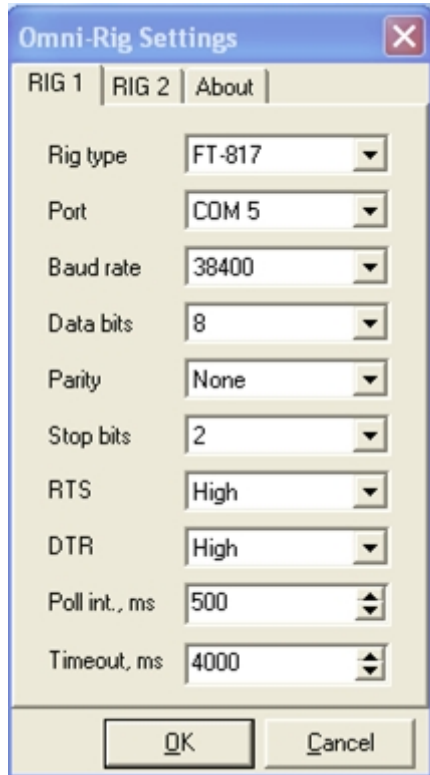 Omni-Rig Settings
RIG 1 RIG 2 About
Rig type FT-817
Port COM 5
Baud rate 38400
Data bits 8
Parity None
Stop bits 2
RTS High
DTR High
Poll int., ms 500
Timeout, ms 4000
OK Cancel